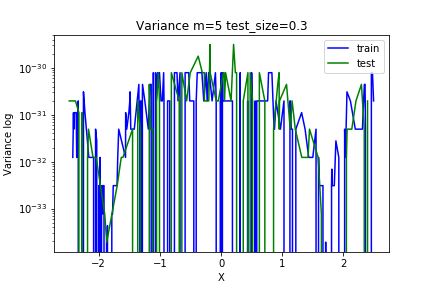 Variance m=5 test_size=0.3
train
test
Variance log
10^{-30}
10^{-31}
10^{-32}
10^{-33}
−2
−1
0
1
2
X